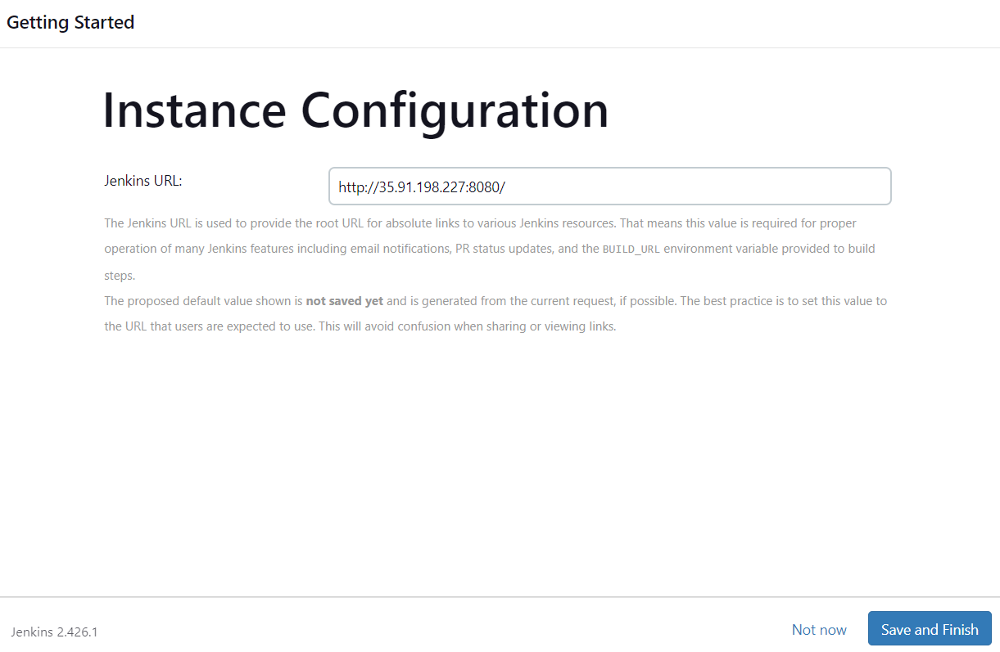 Getting Started
Instance Configuration
Jenkins URL:
http://35.91.198.227:8080/
The Jenkins URL is used to provide the root URL for absolute links to various Jenkins resources. That means this value is required for proper
operation of many Jenkins features including email notifications, PR status updates, and the BUILD_URL environment variable provided to build
steps.
The proposed default value shown is not saved yet and is generated from the current request, if possible. The best practice is to set this value to
the URL that users are expected to use. This will avoid confusion when sharing or viewing links.
Jenkins 2.426.1
Not now
Save and Finish